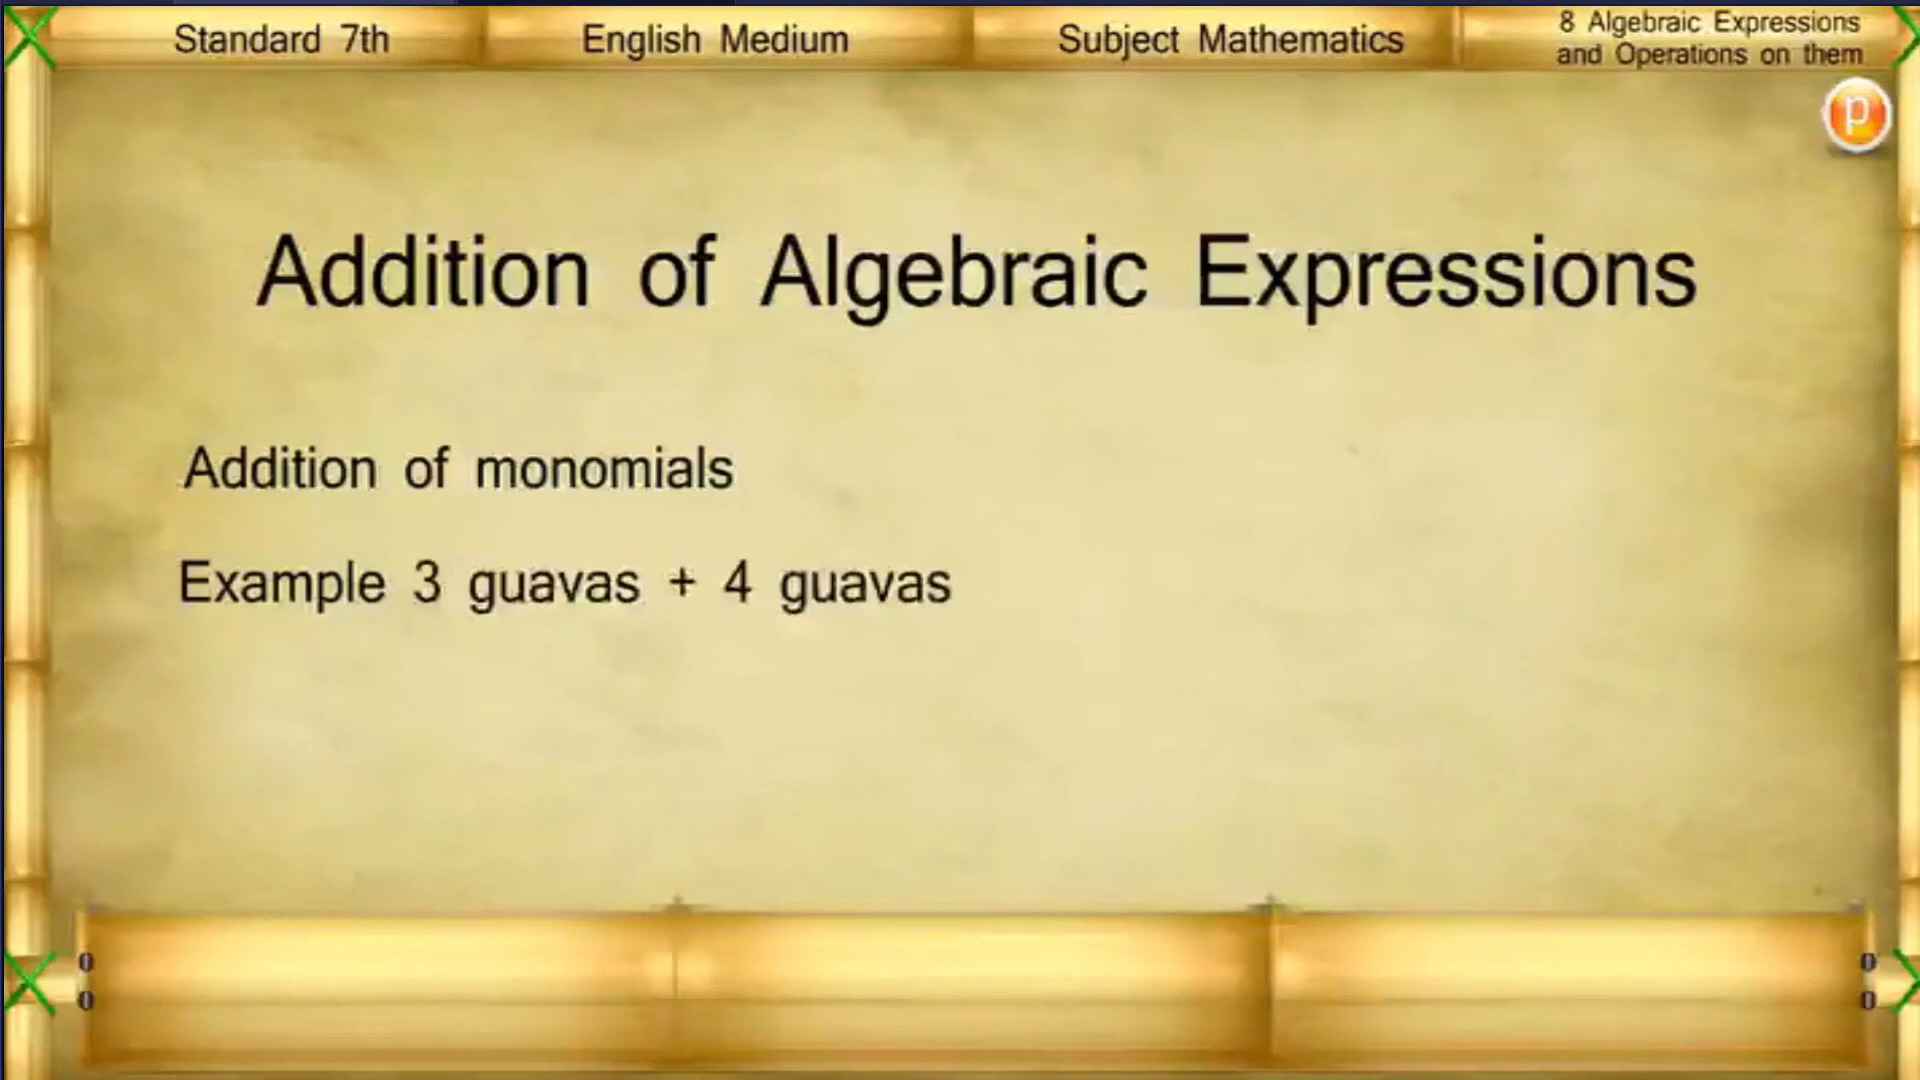 Standard 7th
English Medium
Subject Mathematics
8 Algebraic Expressions
and Operations on them
p
Addition of Algebraic Expressions
Addition of monomials
Example 3 guavas + 4 guavas